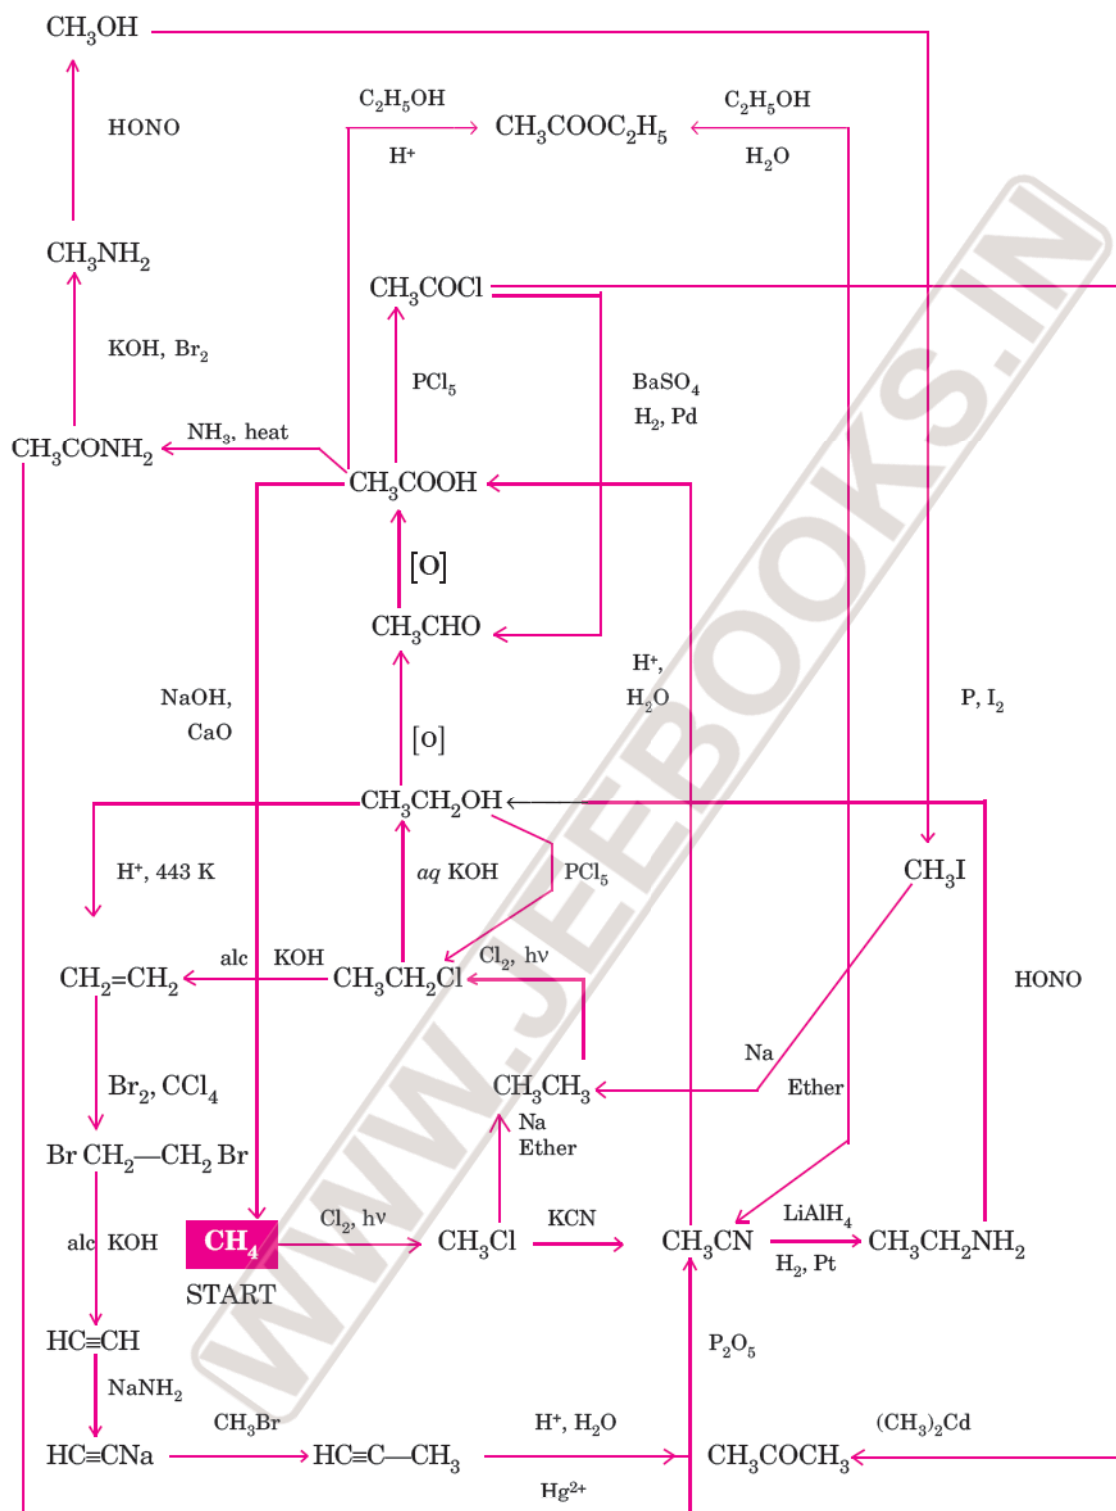 CH₃OH
C₂H₅OH
C₂H₅OH
HONO
CH₃COOC₂H₅
H⁺
H₂O
CH₃NH₂
CH₃COCl
KOH, Br₂
PCl₅
BaSO₄
H₂, Pd
CH₃CONH₂
NH₃, heat
CH₃COOH
[O]
CH₃CHO
NaOH,
CaO
H⁺,
H₂O
P, I₂
[O]
CH₃CH₂OH
H⁺, 443 K
aq KOH
PCl₅
CH₃I
alc KOH
Cl₂, hν
CH₂=CH₂
CH₃CH₂Cl
HONO
Br₂, CCl₄
CH₃CH₃
Na
Ether
Na
Ether
Br CH₂—CH₂ Br
alc KOH
CH₄
Cl₂, hν
CH₃Cl
KCN
CH₃CN
LiAlH₄
H₂, Pt
CH₃CH₂NH₂
START
HC≡CH
P₂O₅
NaNH₂
CH₃Br
H⁺, H₂O
(CH₃)₂Cd
HC≡CNa
HC≡C—CH₃
Hg²⁺
CH₃COCH₃
WWW.JEEBOOKS.IN